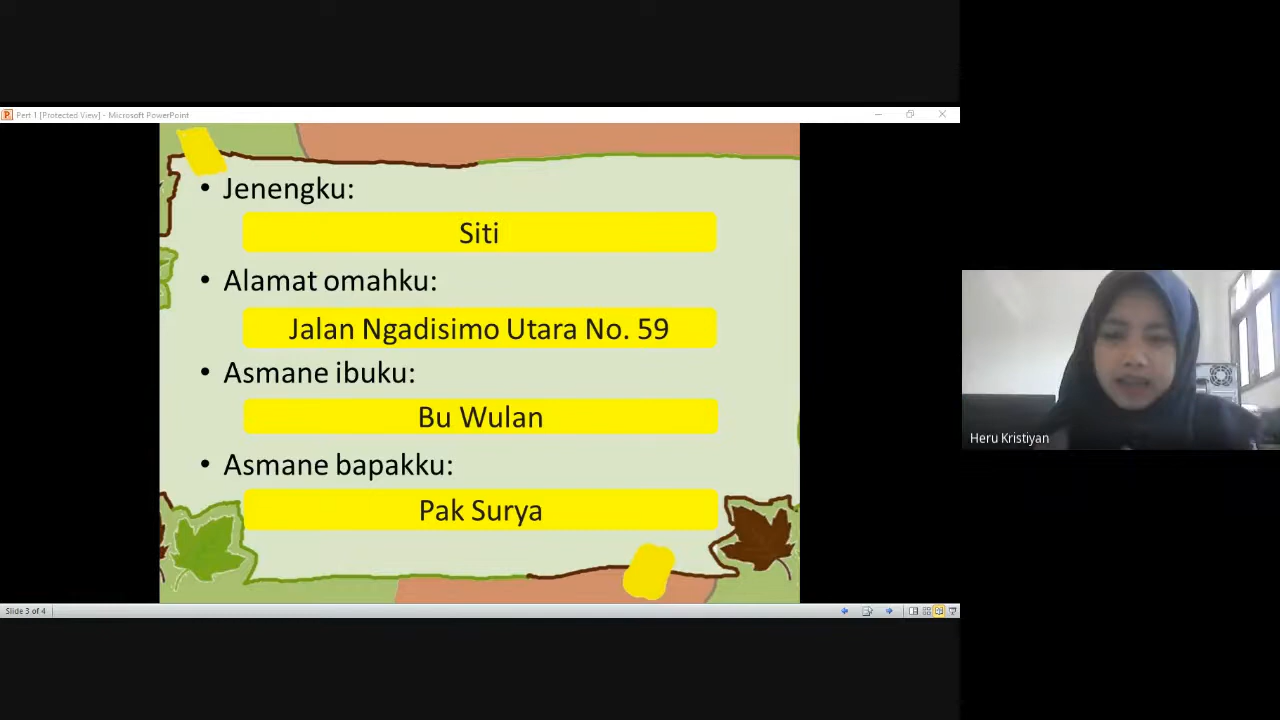 Part 1 [Protected View] - Microsoft PowerPoint
• Jenengku:
Siti
• Alamat omahku:
Jalan Ngadisimo Utara No. 59
• Asmane ibuku:
Bu Wulan
• Asmane bapakku:
Pak Surya
Heru Kristiyan
Slide 3 of 4